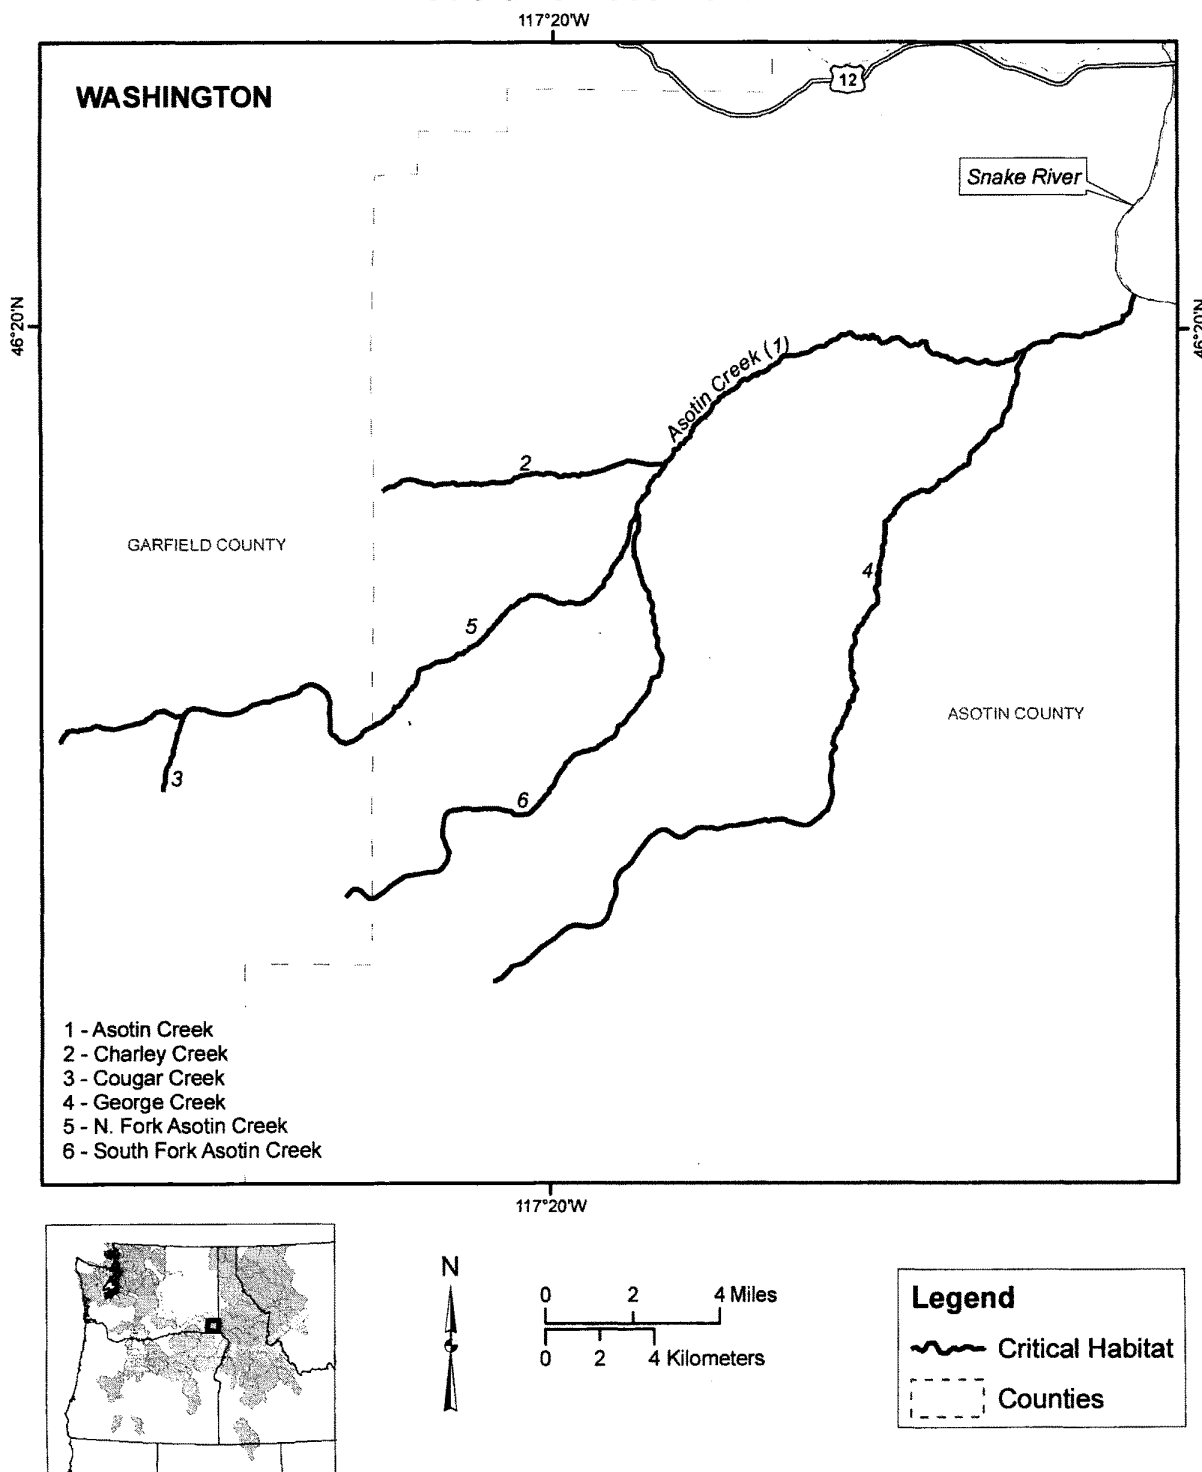 117°20'W
WASHINGTON
12
Snake River
46°20'N
46°20'N
Asotin Creek (1)
2
GARFIELD COUNTY
4
5
ASOTIN COUNTY
3
6
1 - Asotin Creek
2 - Charley Creek
3 - Cougar Creek
4 - George Creek
5 - N. Fork Asotin Creek
6 - South Fork Asotin Creek
117°20'W
N
0 2 4 Miles
0 2 4 Kilometers
Legend
Critical Habitat
Counties